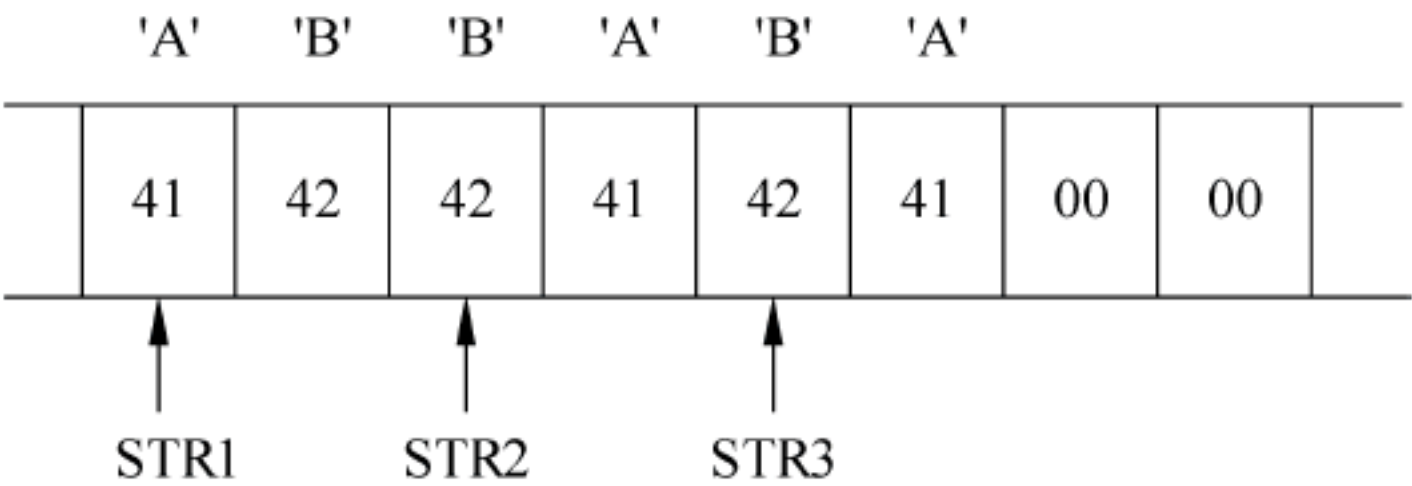 'A' 'B' 'B' 'A' 'B' 'A'
41 42 42 41 42 41 00 00
STR1 STR2 STR3